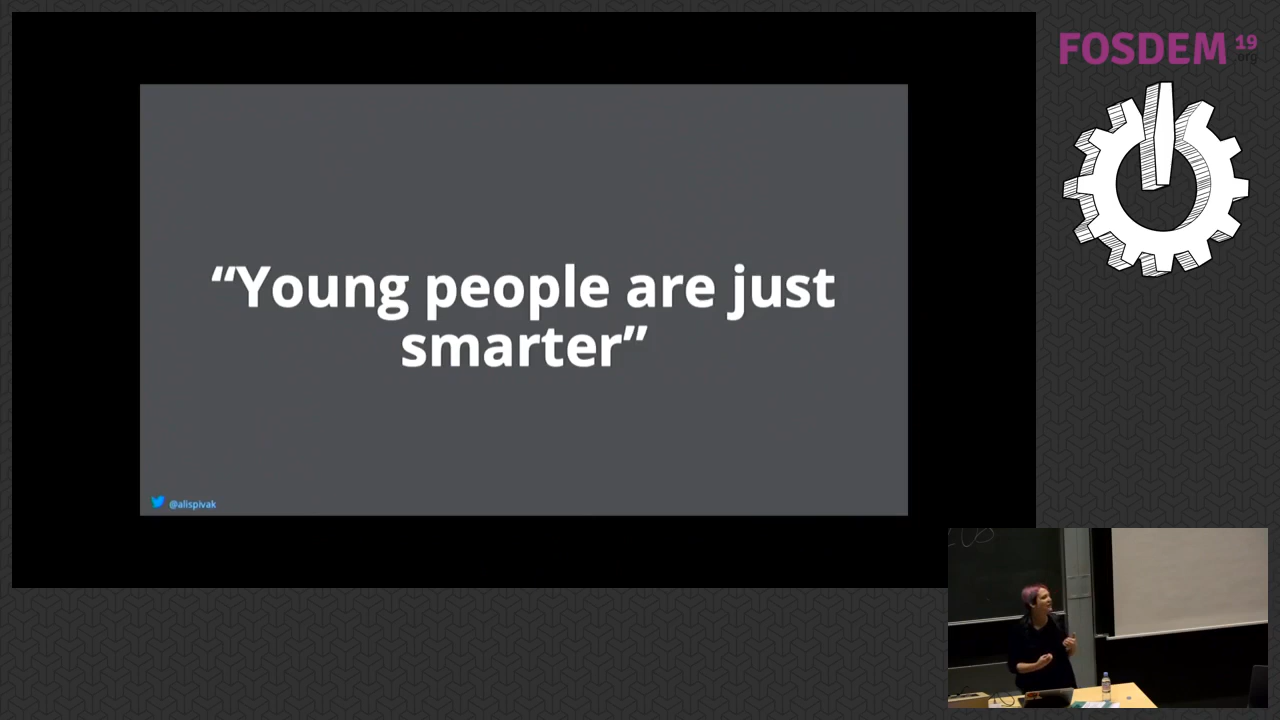 FOSDEM 19
.org
“Young people are just
smarter”
@alispivak